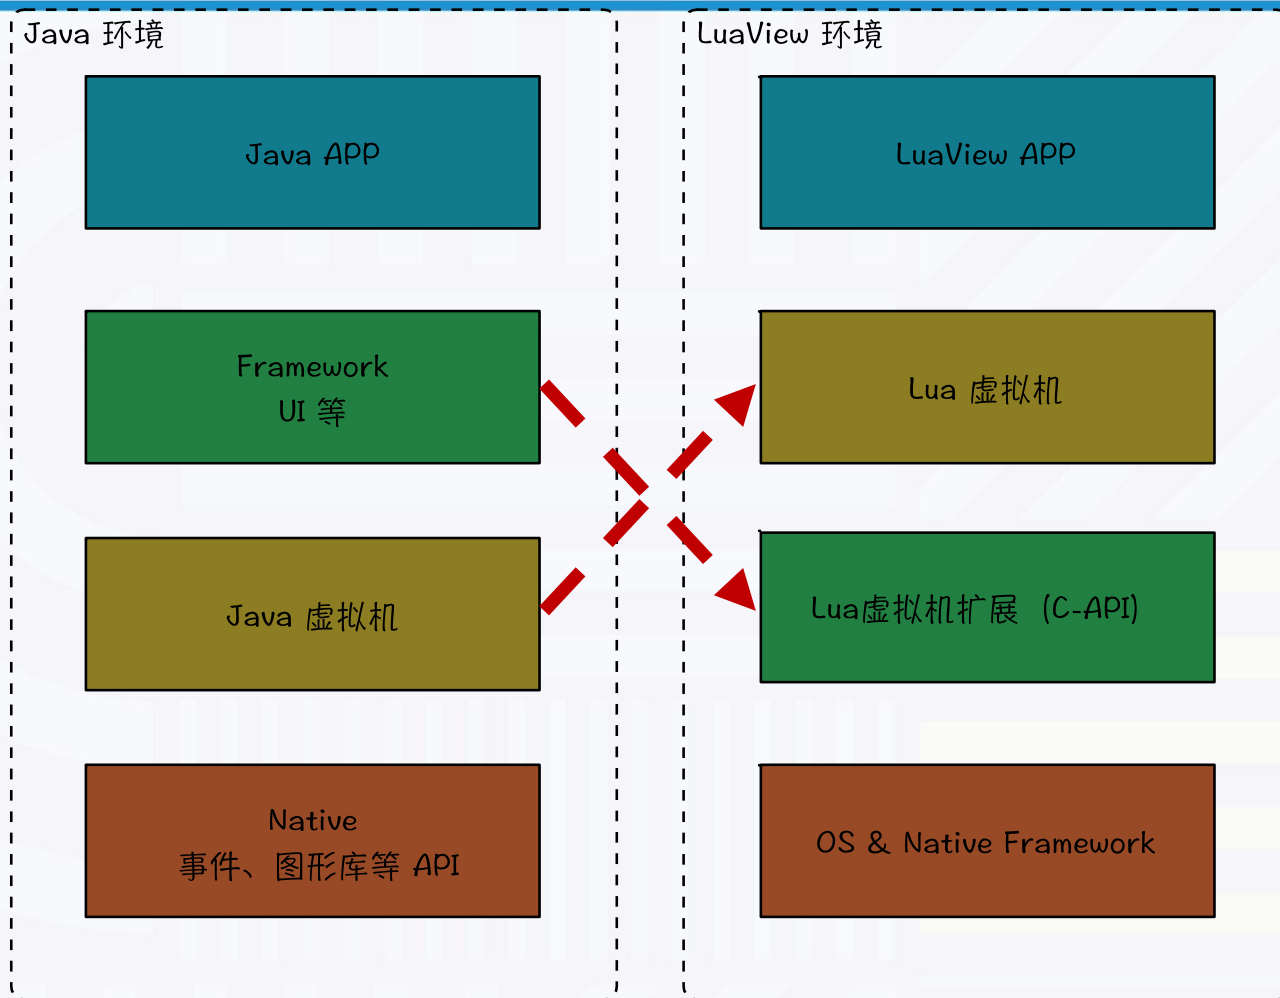 Java 环境
Java APP
Framework
UI 等
Java 虚拟机
Native
事件、图形库等 API
LuaView 环境
LuaView APP
Lua 虚拟机
Lua虚拟机扩展（C-API）
OS & Native Framework